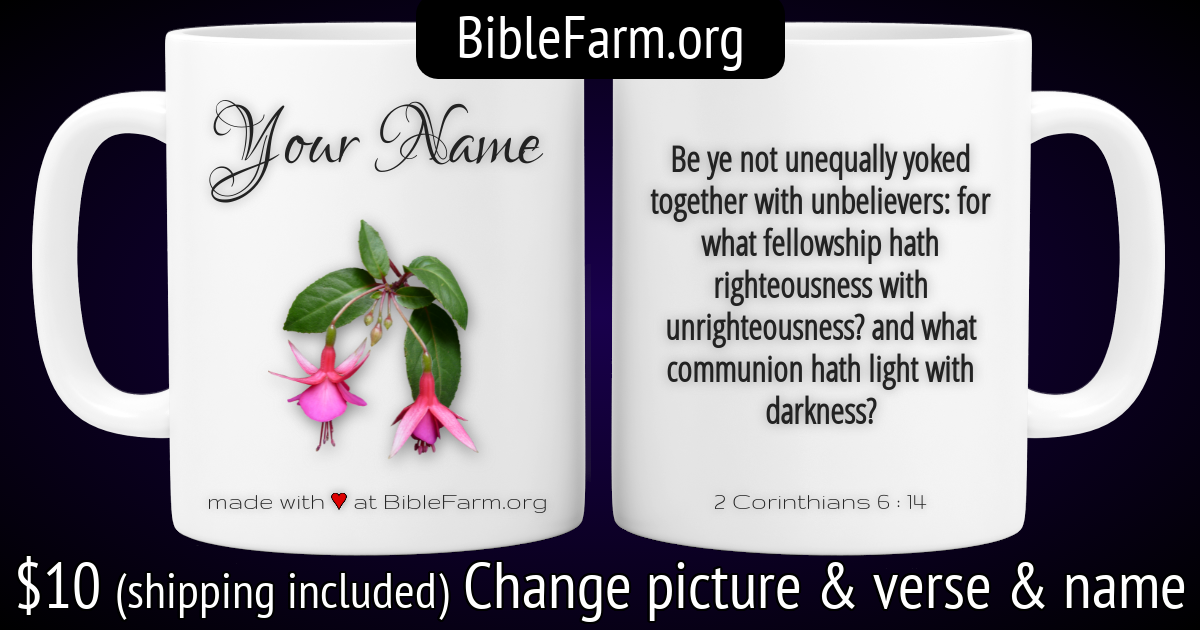 BibleFarm.org
Your Name
made with ♥ at BibleFarm.org
Be ye not unequally yoked
together with unbelievers: for
what fellowship hath
righteousness with
unrighteousness? and what
communion hath light with
darkness?
2 Corinthians 6 : 14
$10 (shipping included) Change picture & verse & name